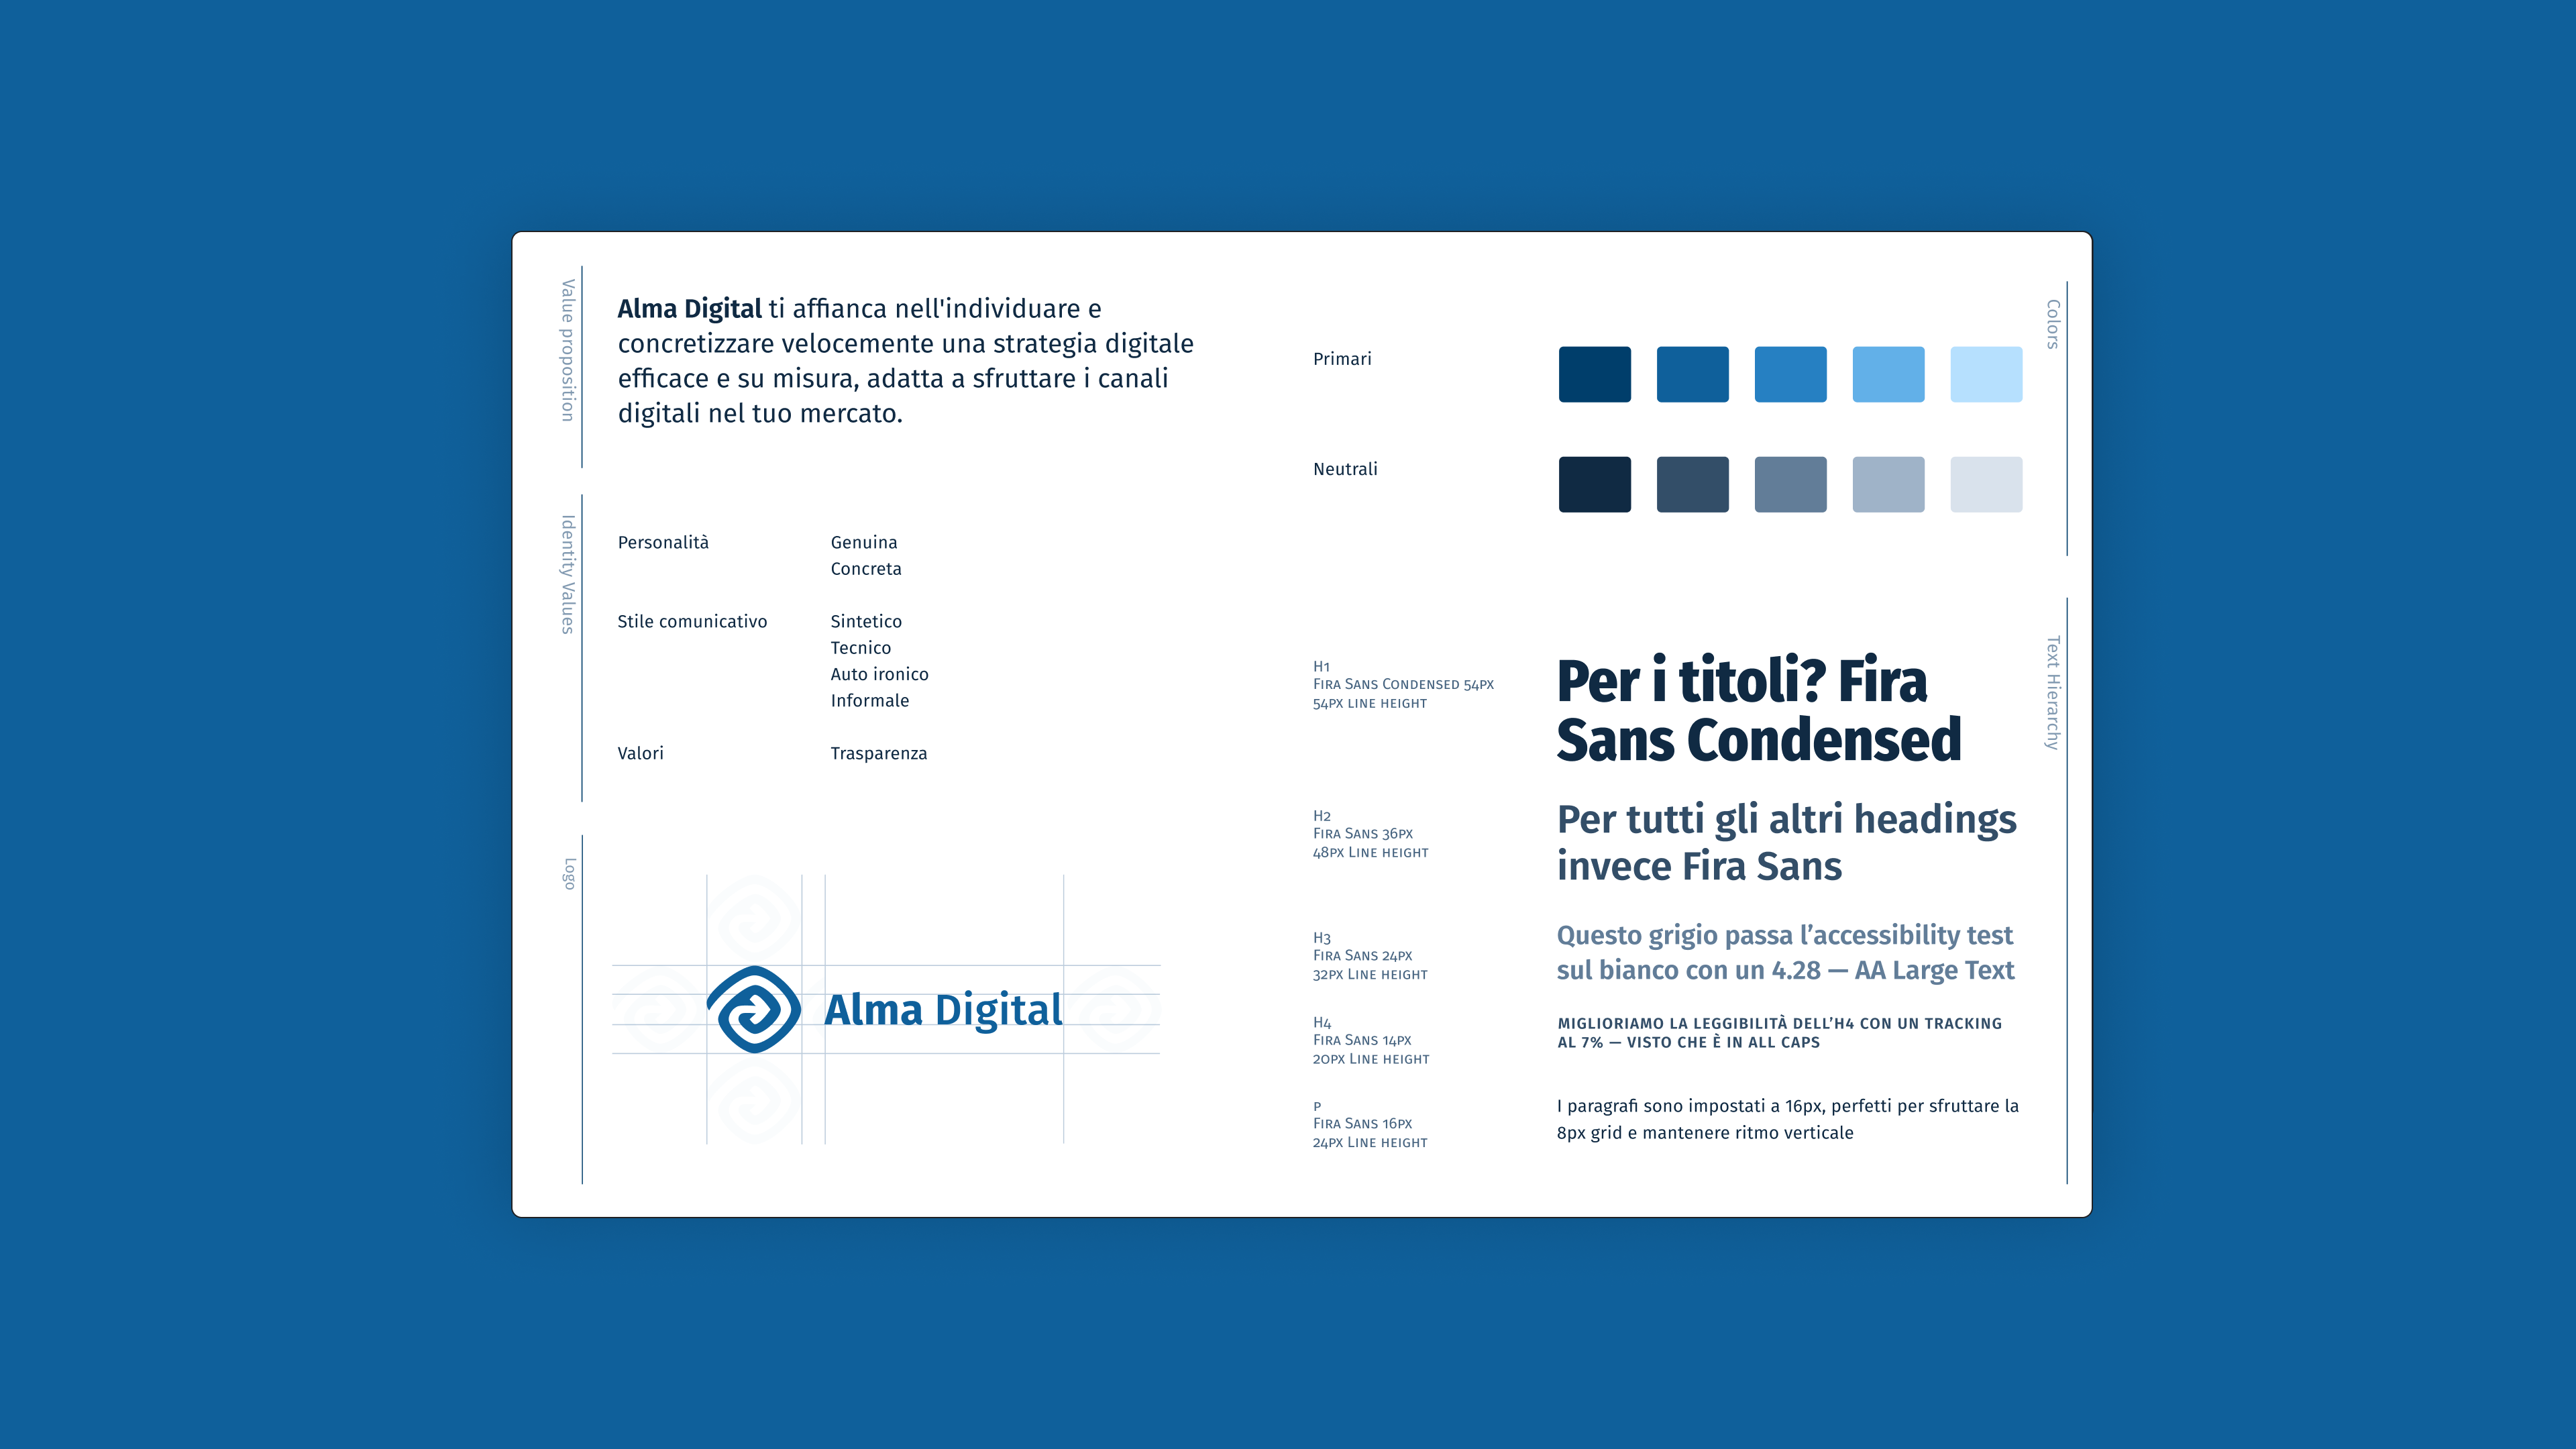 Value proposition
Alma Digital ti affianca nell'individuare e
concretizzare velocemente una strategia digitale
efficace e su misura, adatta a sfruttare i canali
digitali nel tuo mercato.
Identity Values
Personalità
Genuina
Concreta
Stile comunicativo
Sintetico
Tecnico
Auto ironico
Informale
Valori
Trasparenza
Logo
Alma Digital
Colors
Primari
Neutrali
Text Hierarchy
H1
Fira Sans Condensed 54px
54px line height
Per i titoli? Fira
Sans Condensed
H2
Fira Sans 36px
48px Line height
Per tutti gli altri headings
invece Fira Sans
H3
Fira Sans 24px
32px Line height
Questo grigio passa l’accessibility test
sul bianco con un 4.28 — AA Large Text
H4
Fira Sans 14px
20px Line height
MIGLIORIAMO LA LEGGIBILITÀ DELL’H4 CON UN TRACKING
AL 7% — VISTO CHE È IN ALL CAPS
P
Fira Sans 16px
24px Line height
I paragrafi sono impostati a 16px, perfetti per sfruttare la
8px grid e mantenere ritmo verticale